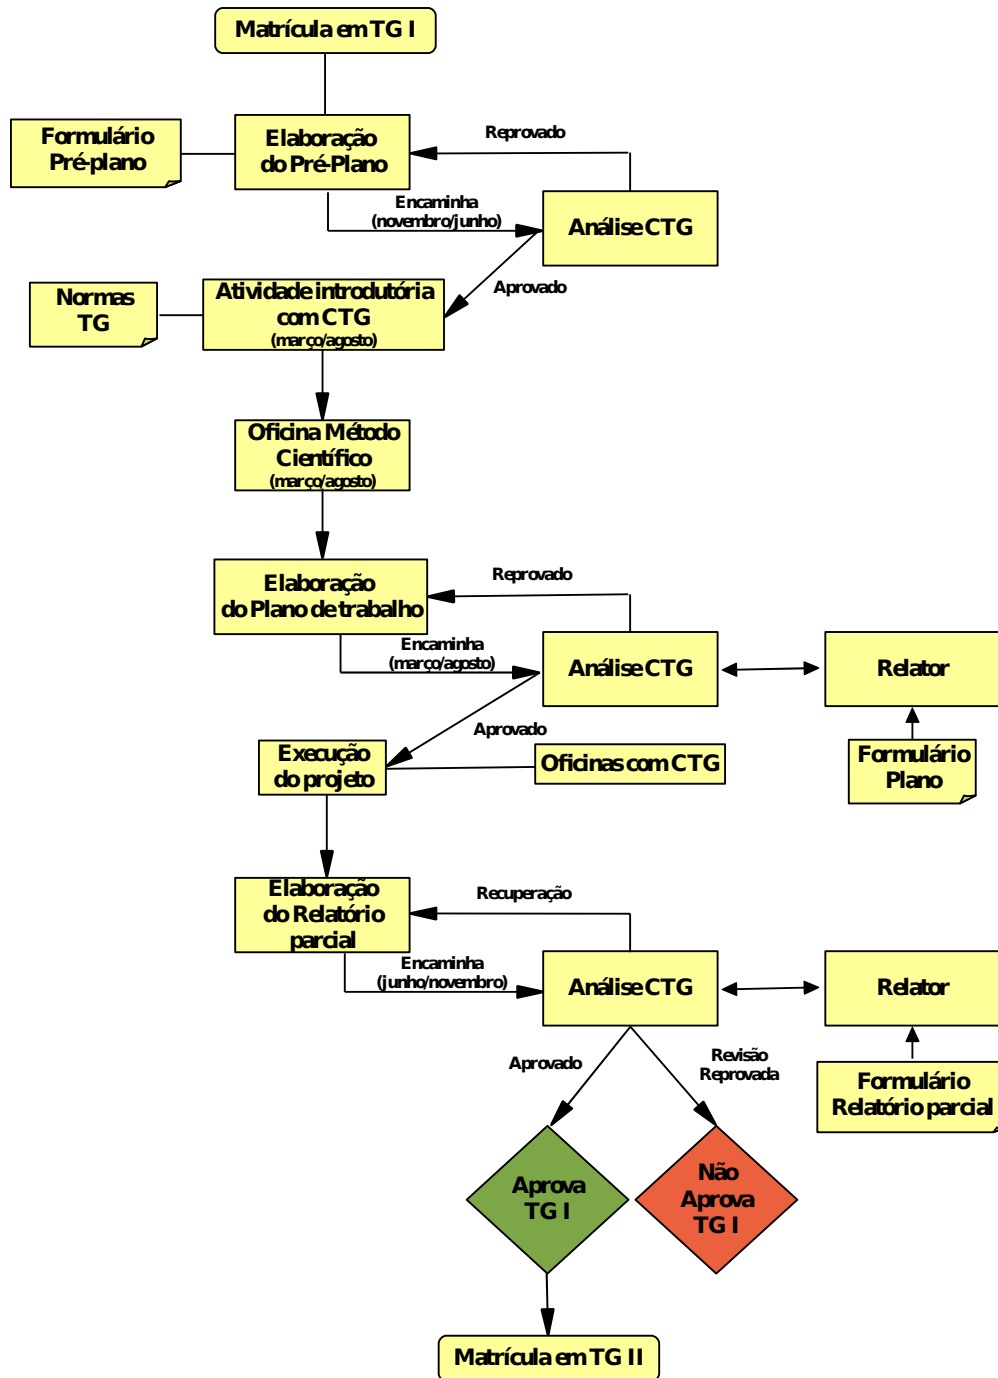 Matrícula em TG I
Formulário
Pré-plano
Elaboração
do Pré-Plano
Reprovado
Encaminha
(novembro/junho)
Análise CTG
Aprovado
Normas
TG
Atividade introdutória
com CTG
(março/agosto)
Oficina Método
Científico
(março/agosto)
Elaboração
do Plano de trabalho
Reprovado
Encaminha
(março/agosto)
Análise CTG
Relator
Aprovado
Formulário
Plano
Execução
do projeto
Oficinas com CTG
Elaboração
do Relatório
parcial
Recuperação
Encaminha
(junho/novembro)
Análise CTG
Relator
Aprovado
Revisão
Reprovada
Formulário
Relatório parcial
Aprova
TG I
Não
Aprova
TG I
Matrícula em TG II